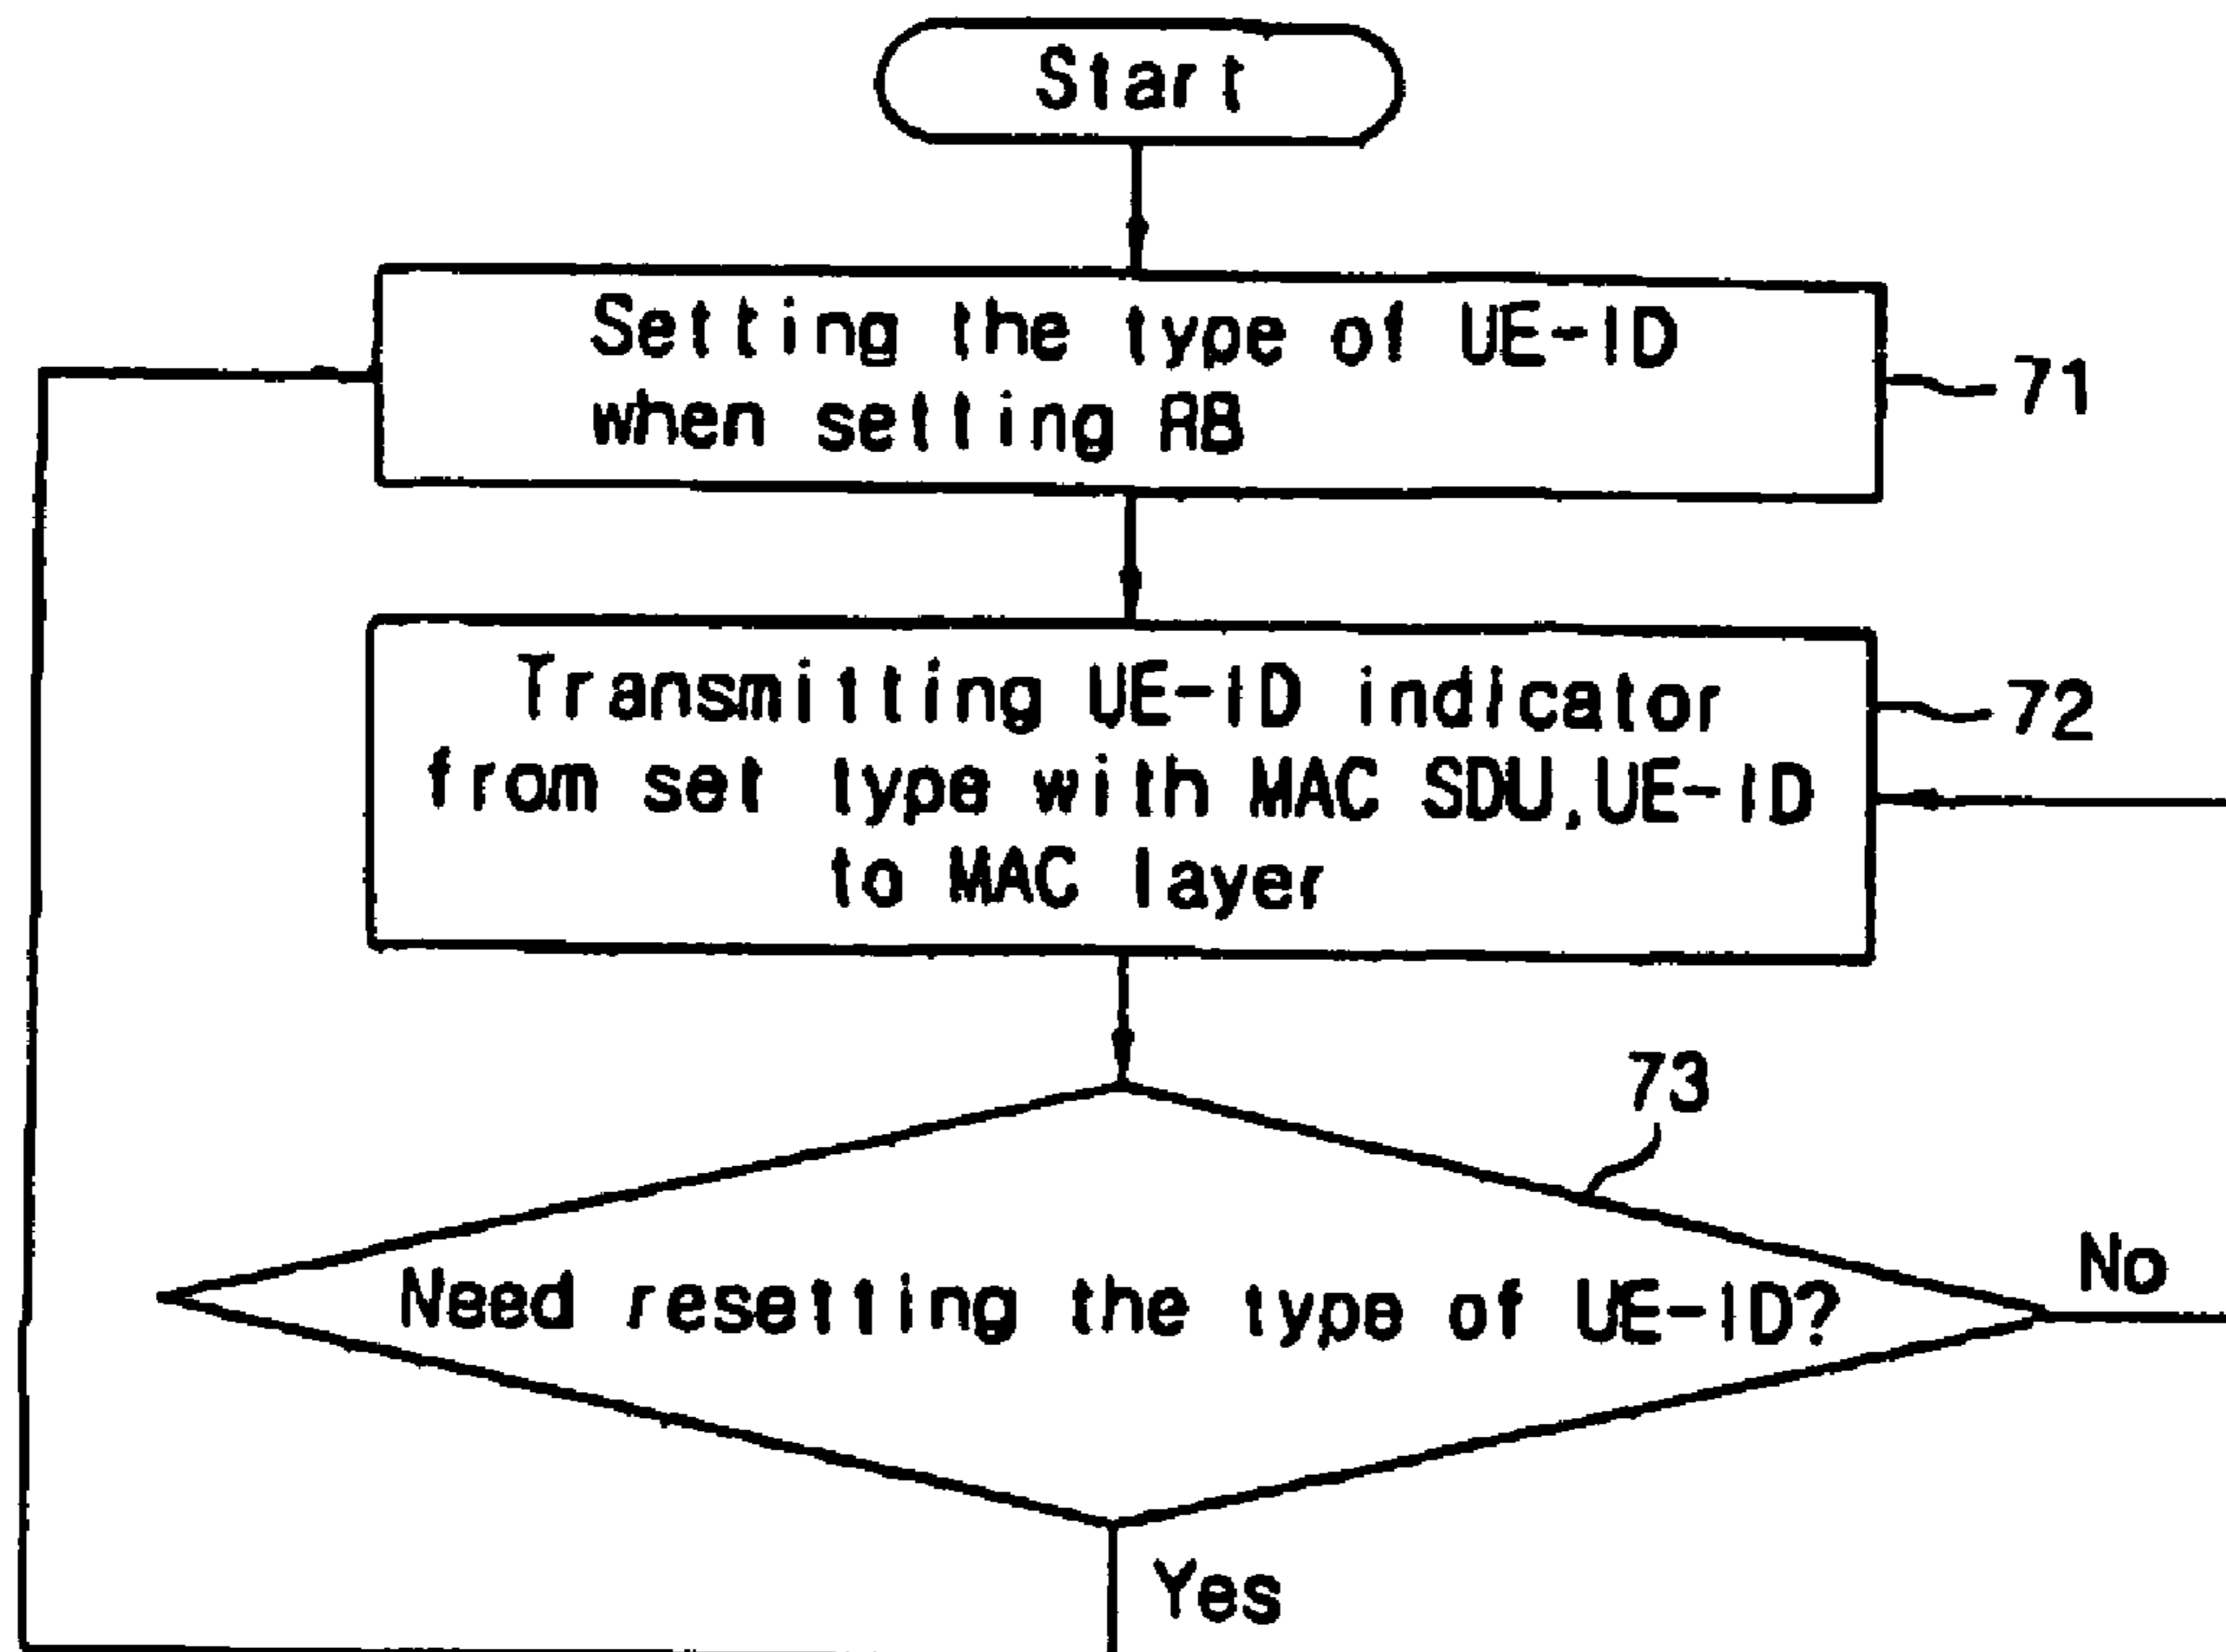 Start
Setting the type of UE-ID
when setting RB
71
Transmitting UE-ID indicator
from set type with MAC SDU,UE-ID
to MAC layer
72
73
Need resetting the type of UE-ID?
No
Yes